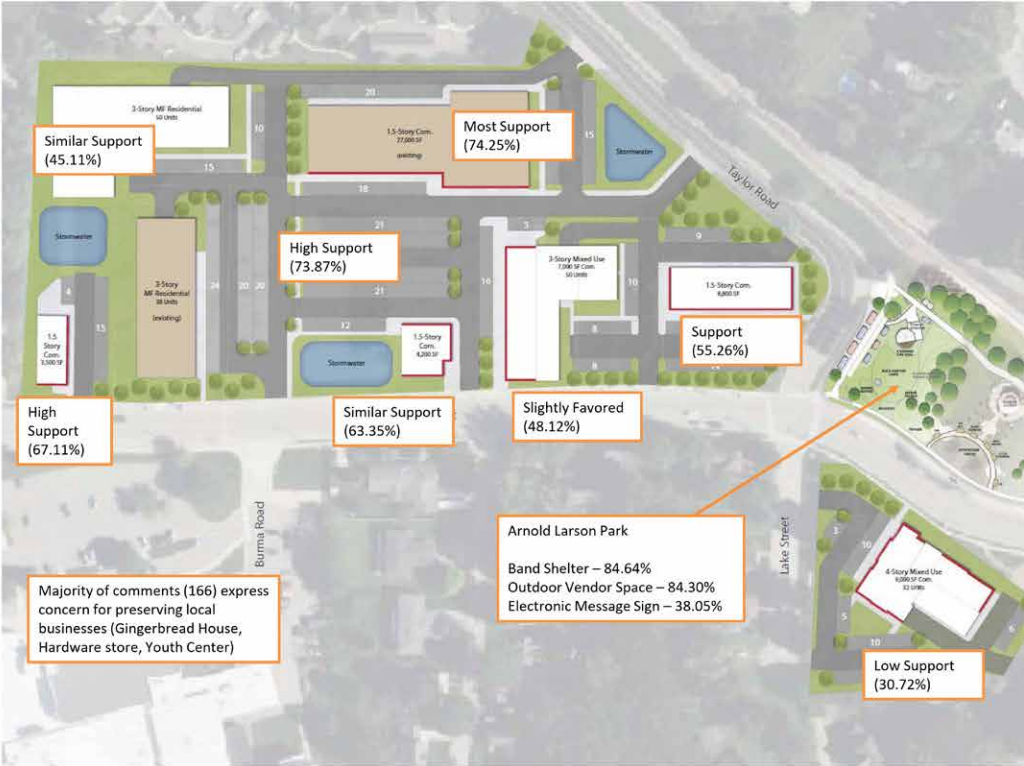 3-Story MF Residential
50 Units
Similar Support
(45.11%)
10
15
20
1.5-Story Com.
27,000 SF
(existing)
Most Support
(74.25%)
15
Stormwater
18
Taylor Road
Stormwater
3-Story
MF Residential
38 Units
(existing)
24
20
20
21
High Support
(73.87%)
21
12
16
5
3-Story Mixed Use
7,000 SF Com.
50 Units
10
8
8
9
1.5-Story Com.
8,800 SF
Support
(55.26%)
4
15
1.5
Story
Com.
3,500 SF
Stormwater
1.5-Story
Com.
4,200 SF
High
Support
(67.11%)
Similar Support
(63.35%)
Slightly Favored
(48.12%)
Burma Road
Lake Street
Arnold Larson Park
Band Shelter – 84.64%
Outdoor Vendor Space – 84.30%
Electronic Message Sign – 38.05%
Majority of comments (166) express
concern for preserving local
businesses (Gingerbread House,
Hardware store, Youth Center)
3
10
4-Story Mixed Use
32 Units
5
10
6
Low Support
(30.72%)